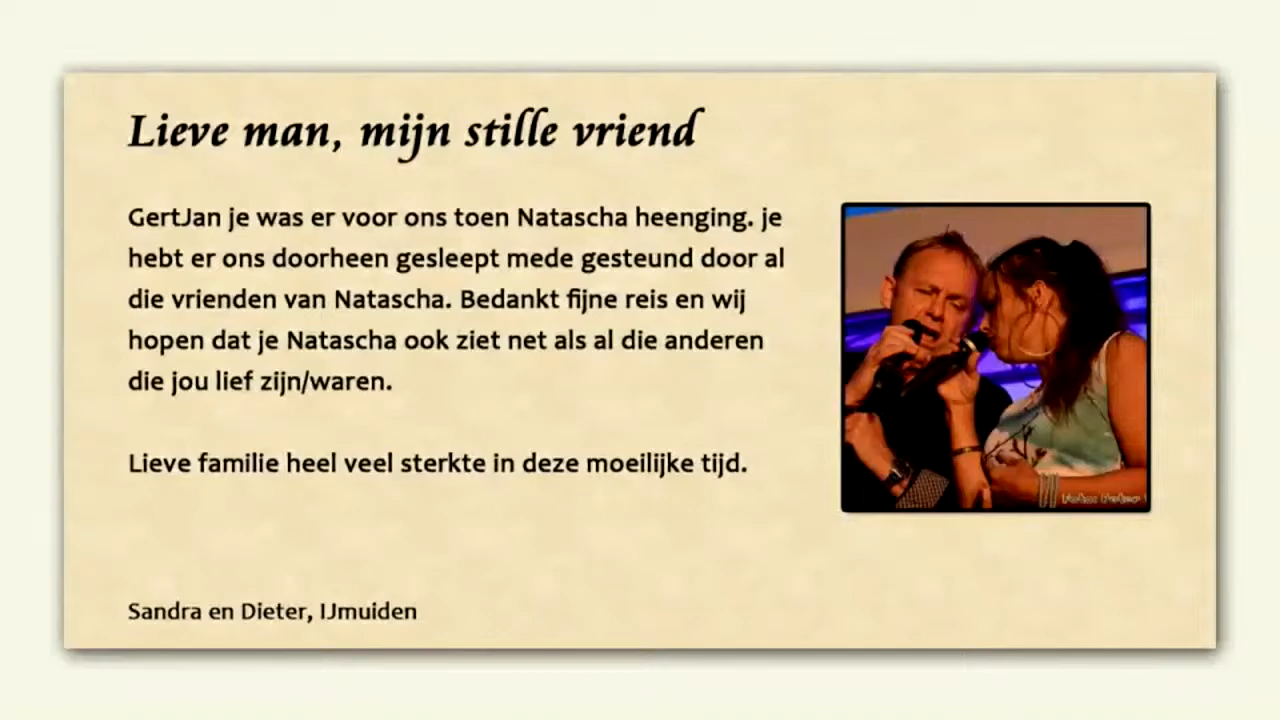 Lieve man, mijn stille vriend
GertJan je was er voor ons toen Natascha heenging. je
hebt er ons doorheen gesleept mede gesteund door al
die vrienden van Natascha. Bedankt fijne reis en wij
hopen dat je Natascha ook ziet net als al die anderen
die jou lief zijn/waren.
Lieve familie heel veel sterkte in deze moeilijke tijd.
Sandra en Dieter, IJmuiden